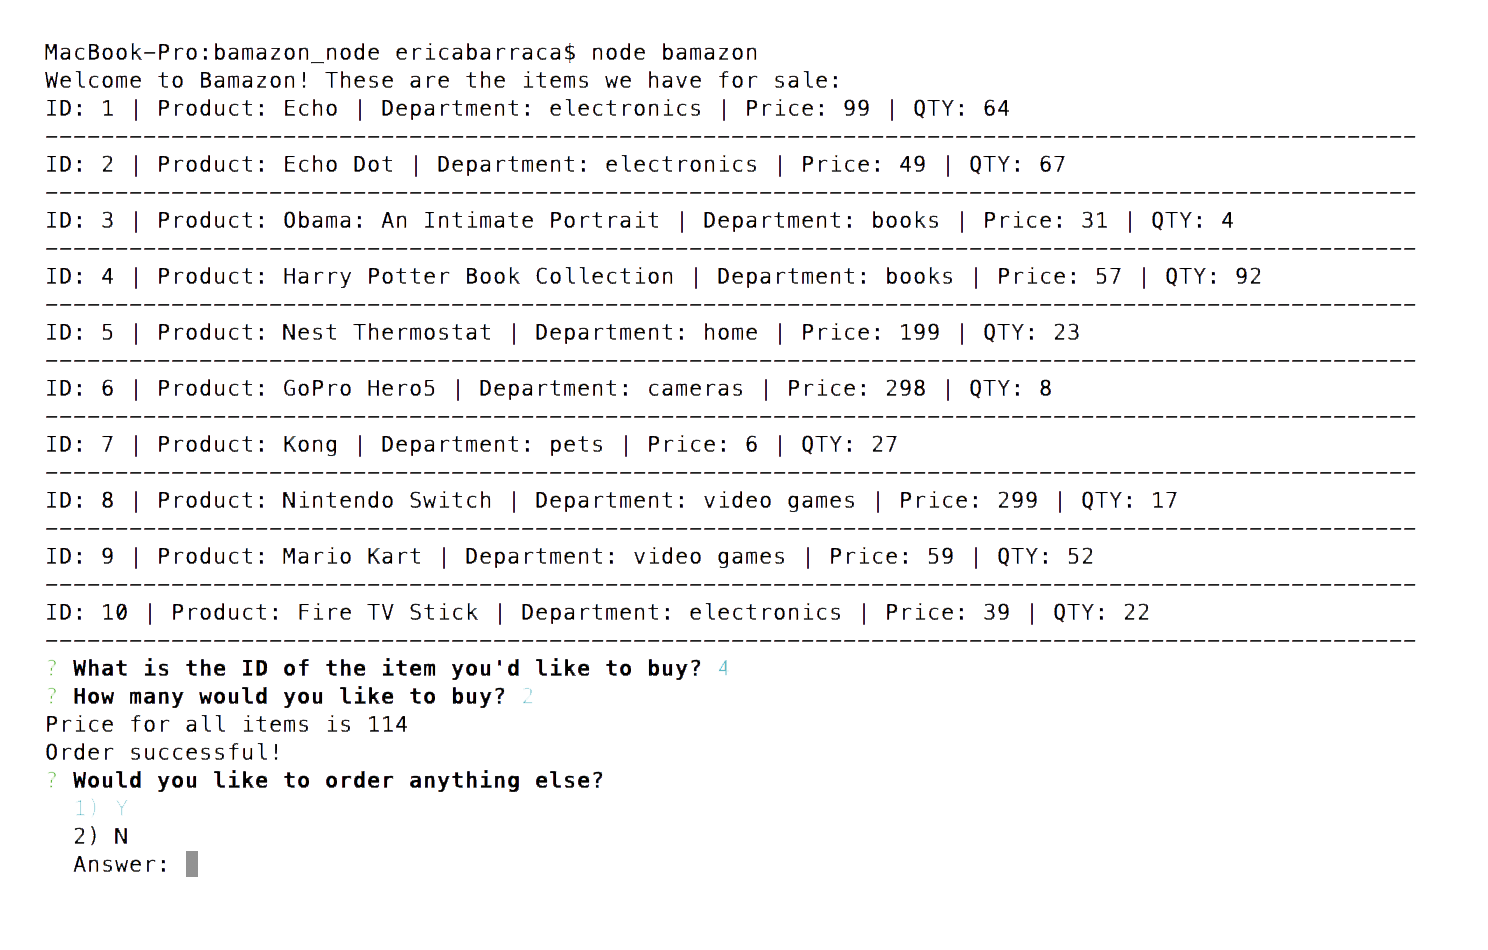 MacBook-Pro:bamazon_node ericabarraca$ node bamazon
Welcome to Bamazon! These are the items we have for sale:
ID: 1 | Product: Echo | Department: electronics | Price: 99 | QTY: 64
--------------------------------------------------------------------------------------------------
ID: 2 | Product: Echo Dot | Department: electronics | Price: 49 | QTY: 67
--------------------------------------------------------------------------------------------------
ID: 3 | Product: Obama: An Intimate Portrait | Department: books | Price: 31 | QTY: 4
--------------------------------------------------------------------------------------------------
ID: 4 | Product: Harry Potter Book Collection | Department: books | Price: 57 | QTY: 92
--------------------------------------------------------------------------------------------------
ID: 5 | Product: Nest Thermostat | Department: home | Price: 199 | QTY: 23
--------------------------------------------------------------------------------------------------
ID: 6 | Product: GoPro Hero5 | Department: cameras | Price: 298 | QTY: 8
--------------------------------------------------------------------------------------------------
ID: 7 | Product: Kong | Department: pets | Price: 6 | QTY: 27
--------------------------------------------------------------------------------------------------
ID: 8 | Product: Nintendo Switch | Department: video games | Price: 299 | QTY: 17
--------------------------------------------------------------------------------------------------
ID: 9 | Product: Mario Kart | Department: video games | Price: 59 | QTY: 52
--------------------------------------------------------------------------------------------------
ID: 10 | Product: Fire TV Stick | Department: electronics | Price: 39 | QTY: 22
--------------------------------------------------------------------------------------------------
? What is the ID of the item you'd like to buy? 4
? How many would you like to buy? 2
Price for all items is 114
Order successful!
? Would you like to order anything else?
1) Y
2) N
Answer: